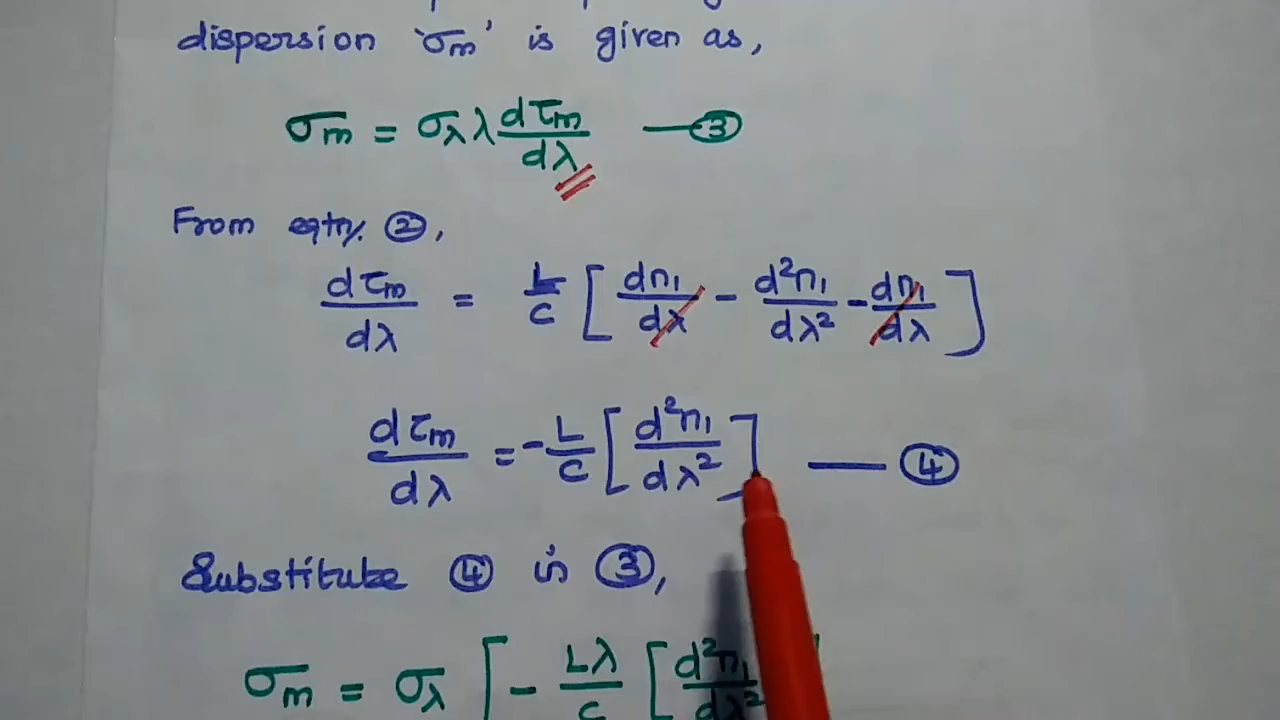 dispersion 'σm' is given as,
σm = σλ λ dτm/dλ — ③
From eqtn. ②,
dτm/dλ = L/C [ dn₁/dλ - d²n₁/dλ² - dn₁/dλ ]
dτm/dλ = - L/C [ d²n₁/dλ² ] — ④
Substitute ④ in ③,
σm = σλ [ - Lλ/C [ d²n₁/dλ²